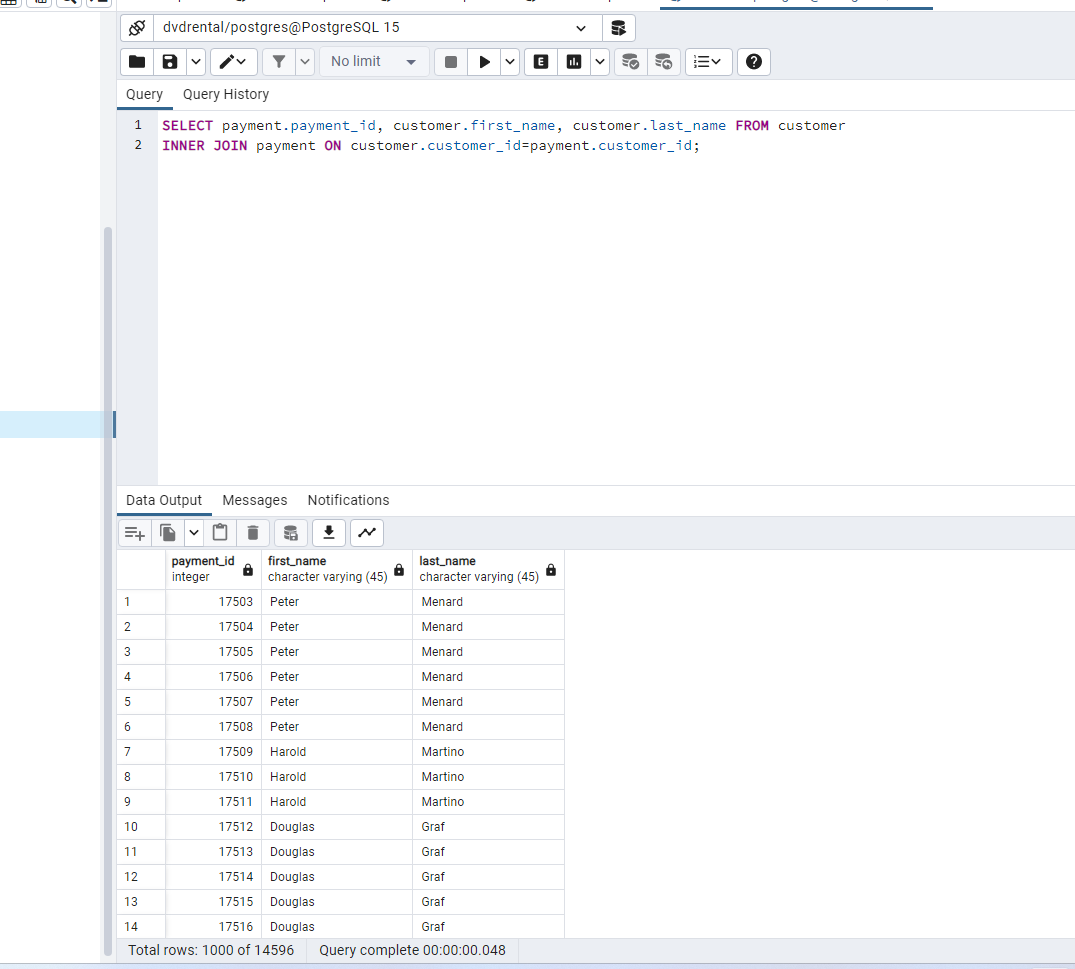 dvdrental/postgres@PostgreSQL 15
No limit
E
Query Query History
1 SELECT payment.payment_id, customer.first_name, customer.last_name FROM customer
2 INNER JOIN payment ON customer.customer_id=payment.customer_id;
Data Output Messages Notifications
payment_id first_name last_name
integer character varying (45) character varying (45)
1 17503 Peter Menard
2 17504 Peter Menard
3 17505 Peter Menard
4 17506 Peter Menard
5 17507 Peter Menard
6 17508 Peter Menard
7 17509 Harold Martino
8 17510 Harold Martino
9 17511 Harold Martino
10 17512 Douglas Graf
11 17513 Douglas Graf
12 17514 Douglas Graf
13 17515 Douglas Graf
14 17516 Douglas Graf
Total rows: 1000 of 14596 Query complete 00:00:00.048